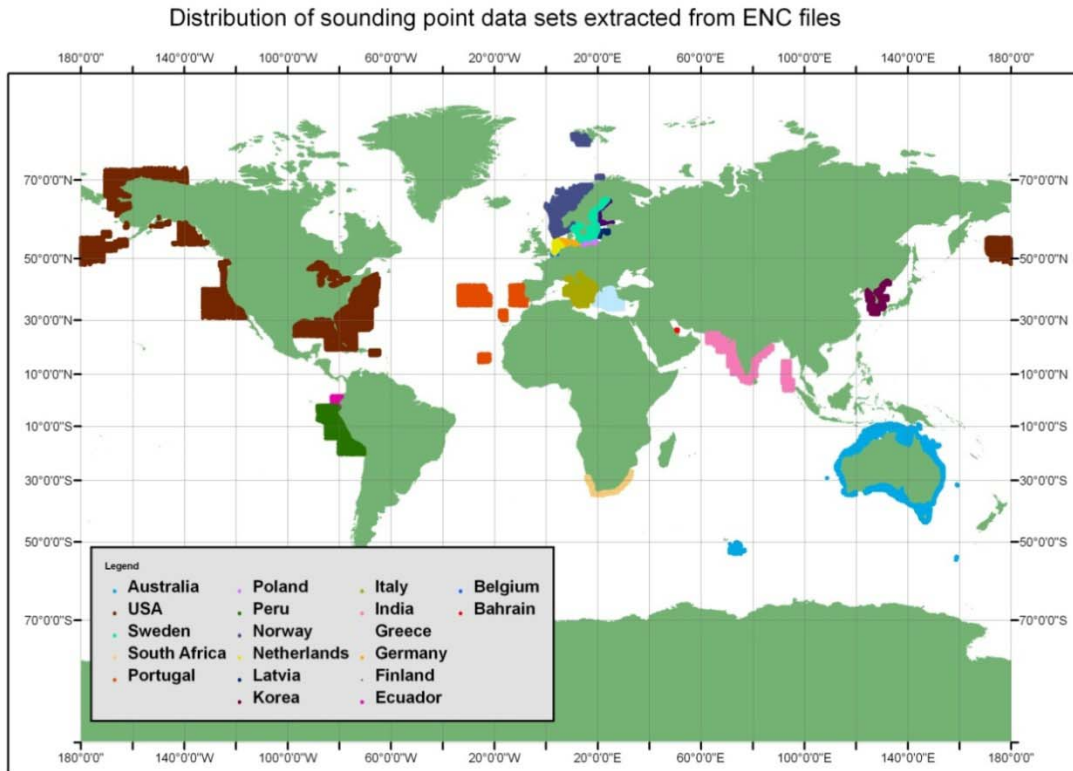 Distribution of sounding point data sets extracted from ENC files
180°0'0" 140°0'0"W 100°0'0"W 60°0'0"W 20°0'0"W 20°0'0"E 60°0'0"E 100°0'0"E 140°0'0"E 180°0'0"
70°0'0"N 70°0'0"N
50°0'0"N 50°0'0"N
30°0'0"N 30°0'0"N
10°0'0"N 10°0'0"N
10°0'0"S 10°0'0"S
30°0'0"S 30°0'0"S
50°0'0"S 50°0'0"S
70°0'0"S 70°0'0"S
Legend
Australia Poland Italy Belgium
USA Peru India Bahrain
Sweden Norway Greece
South Africa Netherlands Germany
Portugal Latvia Finland
Korea Ecuador
180°0'0" 140°0'0"W 100°0'0"W 60°0'0"W 20°0'0"W 20°0'0"E 60°0'0"E 100°0'0"E 140°0'0"E 180°0'0"